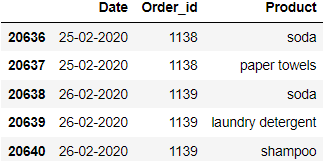 Date Order_id Product
20636 25-02-2020 1138 soda
20637 25-02-2020 1138 paper towels
20638 26-02-2020 1139 soda
20639 26-02-2020 1139 laundry detergent
20640 26-02-2020 1139 shampoo